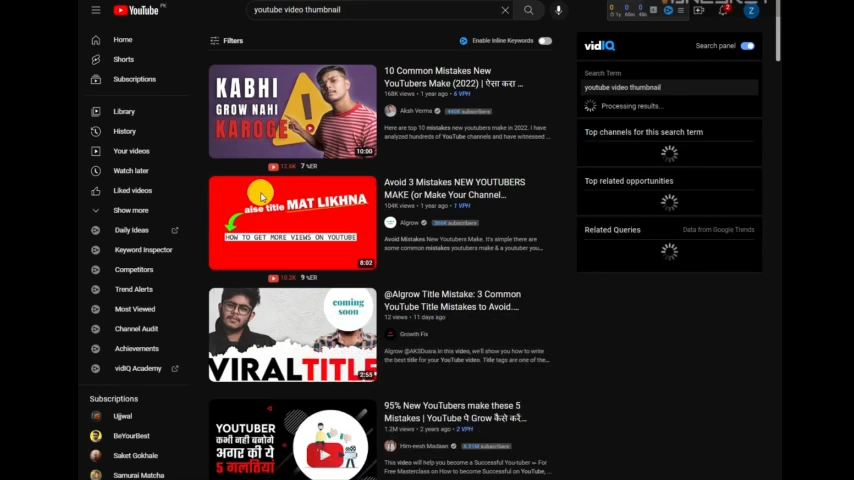 YouTube PK
youtube video thumbnail
2
Z
Home
Shorts
Subscriptions
Library
History
Your videos
Watch later
Liked videos
Show more
Daily Ideas
Keyword Inspector
Competitors
Trend Alerts
Most Viewed
Channel Audit
Achievements
vidIQ Academy
Subscriptions
Ujjwal
BeYourBest
Saket Gokhale
Samurai Matcha
Filters
Enable Inline Keywords
KABHI
GROW NAHI
KAROGE
10:00
7 %ER
10 Common Mistakes New
YouTubers Make (2022) | ऐसा करा ...
168K views • 1 year ago • 6 VPH
Aksh Verma
Here are top 10 mistakes new youtubers make in 2022. I have
analyzed hundreds of YouTube channels and have witnessed ...
aise title MAT LIKHNA
HOW TO GET MORE VIEWS ON YOUTUBE
8:02
9 %ER
Avoid 3 Mistakes NEW YOUTUBERS
MAKE (or Make Your Channel...
104K views • 1 year ago • 1 VPH
Algrow
Avoid Mistakes New Youtubers Make. It's simple there are
some common mistakes youtubers make & a youtuber you...
coming
soon
VIRAL TITLE
2:55
@Algrow Title Mistake: 3 Common
YouTube Title Mistakes to Avoid....
12 views • 11 days ago
Growth Fix
Algrow @AKSDusra.In this video, we'll show you how to write
the best title for your YouTube video. Title tags are one of the...
YOUTUBER
कभी नही बनोगे
अगर की ये
5 गलतियां
95% New YouTubers make these 5
Mistakes | YouTube पे Grow कैसे करें...
1.2M views • 2 years ago • 2 VPH
Him-eesh Madaan
This video will help you become a Successful You-tuber ➵ For
Free Masterclass on How to become Successful on YouTube, ...
vidIQ
Search panel
Search Term
youtube video thumbnail
Processing results...
Top channels for this search term
Top related opportunities
Related Queries
Data from Google Trends